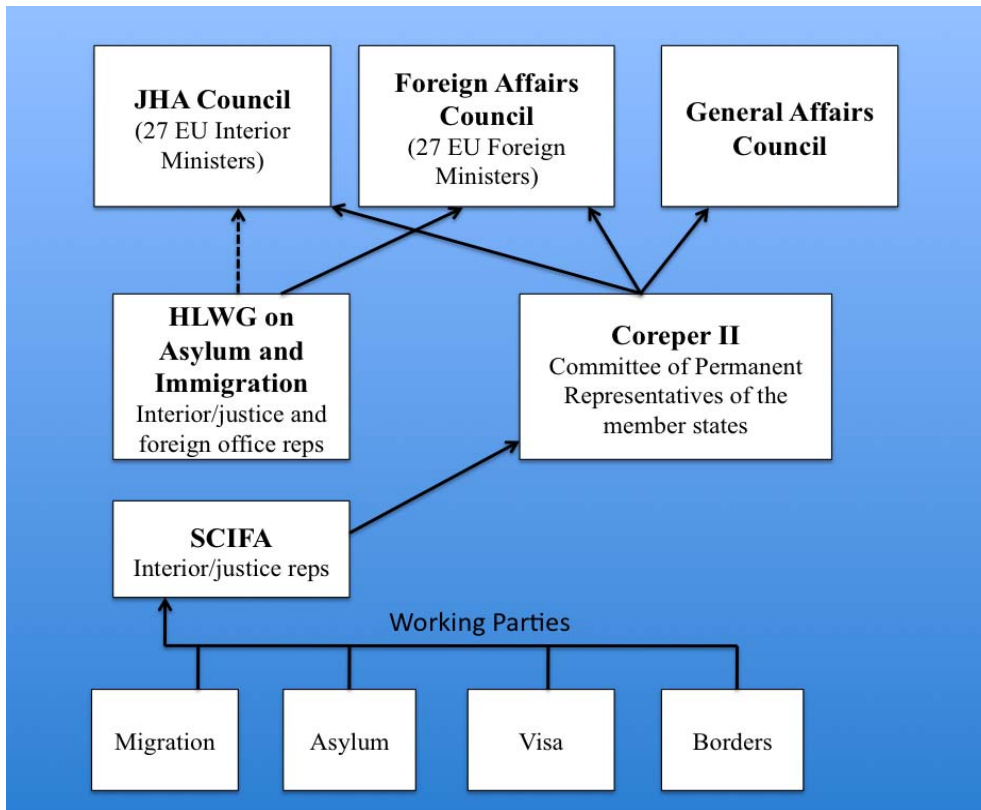 JHA Council
(27 EU Interior
Ministers)
Foreign Affairs
Council
(27 EU Foreign
Ministers)
General Affairs
Council
HLWG on
Asylum and
Immigration
Interior/justice and
foreign office reps
Coreper II
Committee of Permanent
Representatives of the
member states
SCIFA
Interior/justice reps
Working Parties
Migration
Asylum
Visa
Borders